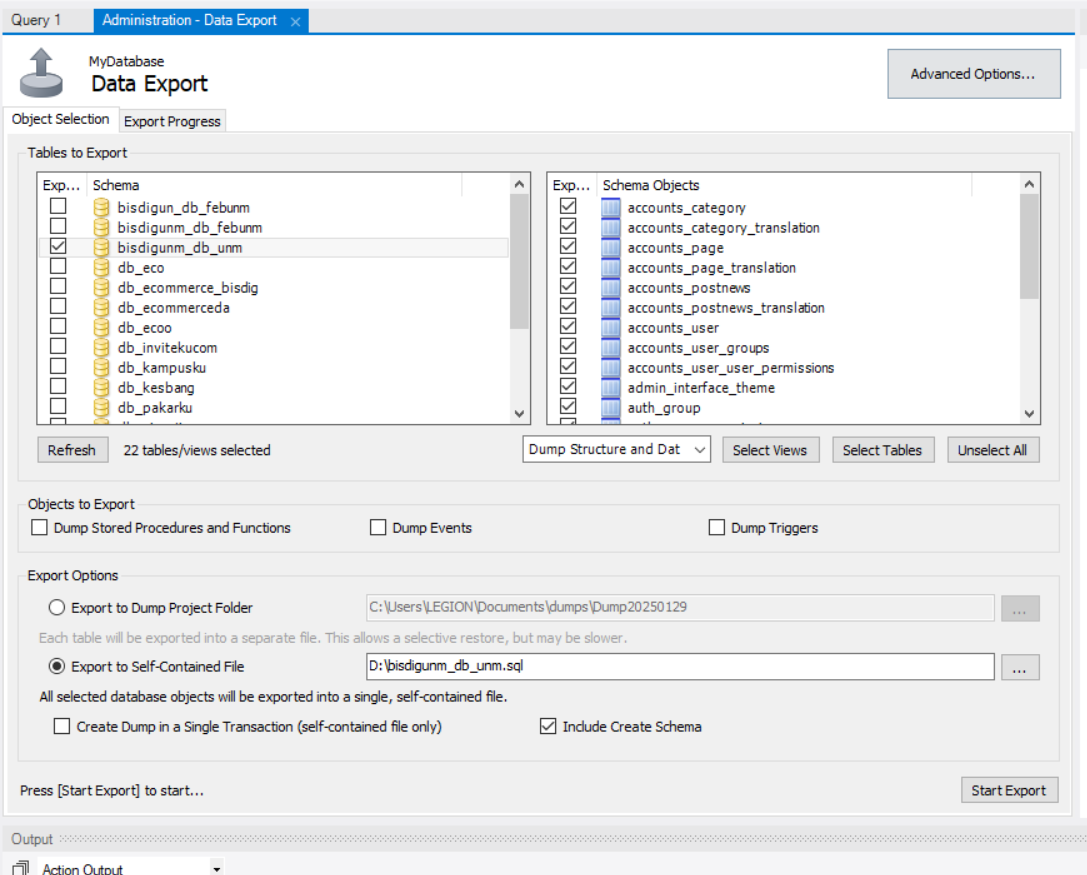 Query 1
Administration - Data Export ×
MyDatabase
Data Export
Advanced Options...
Object Selection
Export Progress
Tables to Export
Exp... Schema
bisdigun_db_febunm
bisdigunm_db_febunm
bisdigunm_db_unm
db_eco
db_ecommerce_bisdig
db_ecommerceda
db_ecoo
db_invitekucom
db_kampusku
db_kesbang
db_pakarku
Exp... Schema Objects
accounts_category
accounts_category_translation
accounts_page
accounts_page_translation
accounts_postnews
accounts_postnews_translation
accounts_user
accounts_user_groups
accounts_user_user_permissions
admin_interface_theme
auth_group
Refresh 22 tables/views selected Dump Structure and Dat Select Views Select Tables Unselect All
Objects to Export
Dump Stored Procedures and Functions Dump Events Dump Triggers
Export Options
Export to Dump Project Folder C:\Users\LEGION\Documents\dumps\Dump20250129 ...
Each table will be exported into a separate file. This allows a selective restore, but may be slower.
Export to Self-Contained File D:\bisdigunm_db_unm.sql ...
All selected database objects will be exported into a single, self-contained file.
Create Dump in a Single Transaction (self-contained file only) Include Create Schema
Press [Start Export] to start... Start Export
Output
Action Output